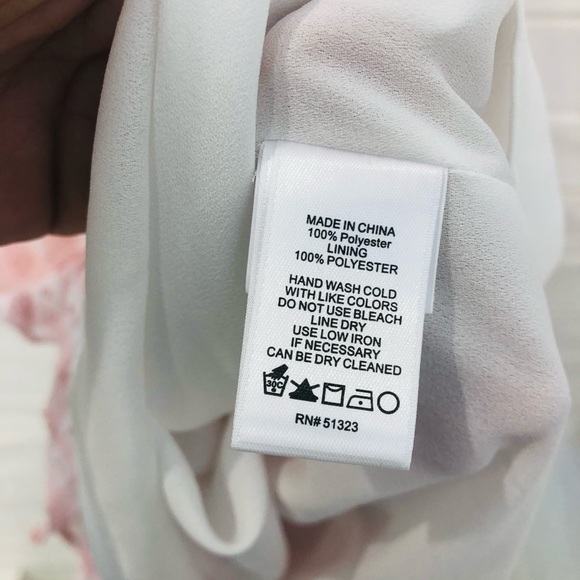 MADE IN CHINA
100% Polyester
LINING
100% POLYESTER
HAND WASH COLD
WITH LIKE COLORS
DO NOT USE BLEACH
LINE DRY
USE LOW IRON
IF NECESSARY
CAN BE DRY CLEANED
30C
RN# 51323